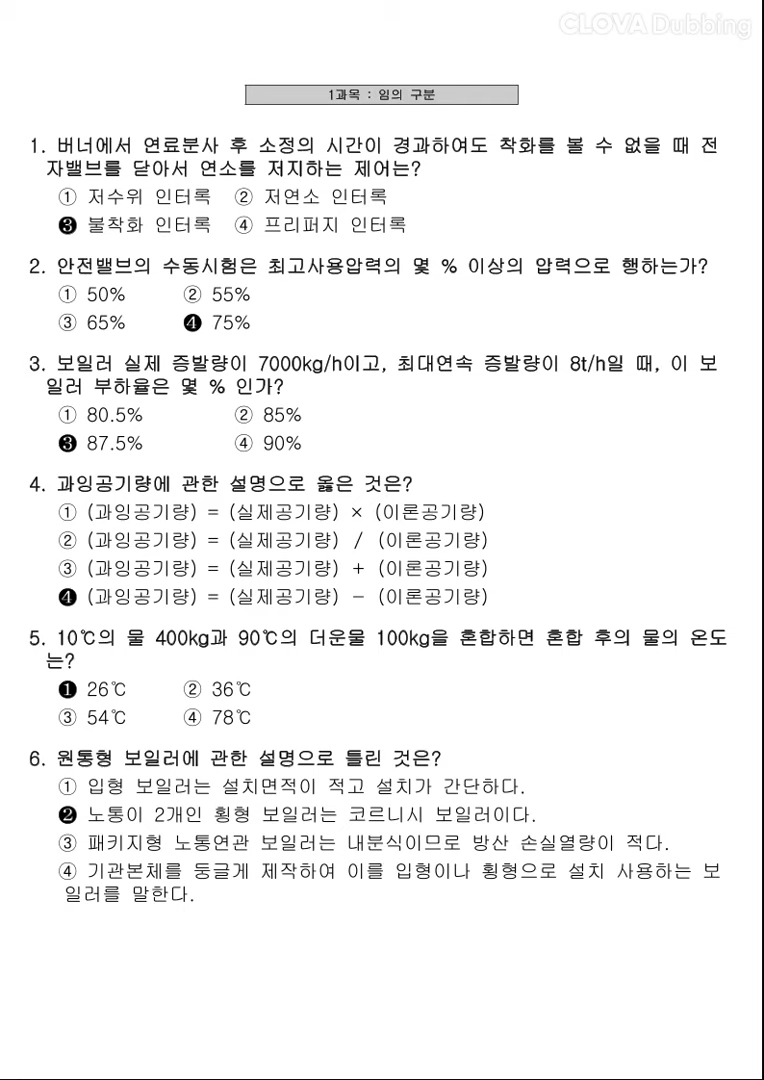 CLOVA Dubbing
1과목 : 임의 구분
1. 버너에서 연료분사 후 소정의 시간이 경과하여도 착화를 볼 수 없을 때 전
자밸브를 닫아서 연소를 저지하는 제어는?
① 저수위 인터록 ② 저연소 인터록
❸ 불착화 인터록 ④ 프리퍼지 인터록
2. 안전밸브의 수동시험은 최고사용압력의 몇 % 이상의 압력으로 행하는가?
① 50% ② 55%
③ 65% ❹ 75%
3. 보일러 실제 증발량이 7000kg/h이고, 최대연속 증발량이 8t/h일 때, 이 보
일러 부하율은 몇 % 인가?
① 80.5% ② 85%
❸ 87.5% ④ 90%
4. 과잉공기량에 관한 설명으로 옳은 것은?
① (과잉공기량) = (실제공기량) × (이론공기량)
② (과잉공기량) = (실제공기량) / (이론공기량)
③ (과잉공기량) = (실제공기량) + (이론공기량)
❹ (과잉공기량) = (실제공기량) - (이론공기량)
5. 10℃의 물 400kg과 90℃의 더운물 100kg을 혼합하면 혼합 후의 물의 온도
는?
❶ 26℃ ② 36℃
③ 54℃ ④ 78℃
6. 원통형 보일러에 관한 설명으로 틀린 것은?
① 입형 보일러는 설치면적이 적고 설치가 간단하다.
❷ 노통이 2개인 횡형 보일러는 코르니시 보일러이다.
③ 패키지형 노통연관 보일러는 내분식이므로 방산 손실열량이 적다.
④ 기관본체를 둥글게 제작하여 이를 입형이나 횡형으로 설치 사용하는 보
일러를 말한다.